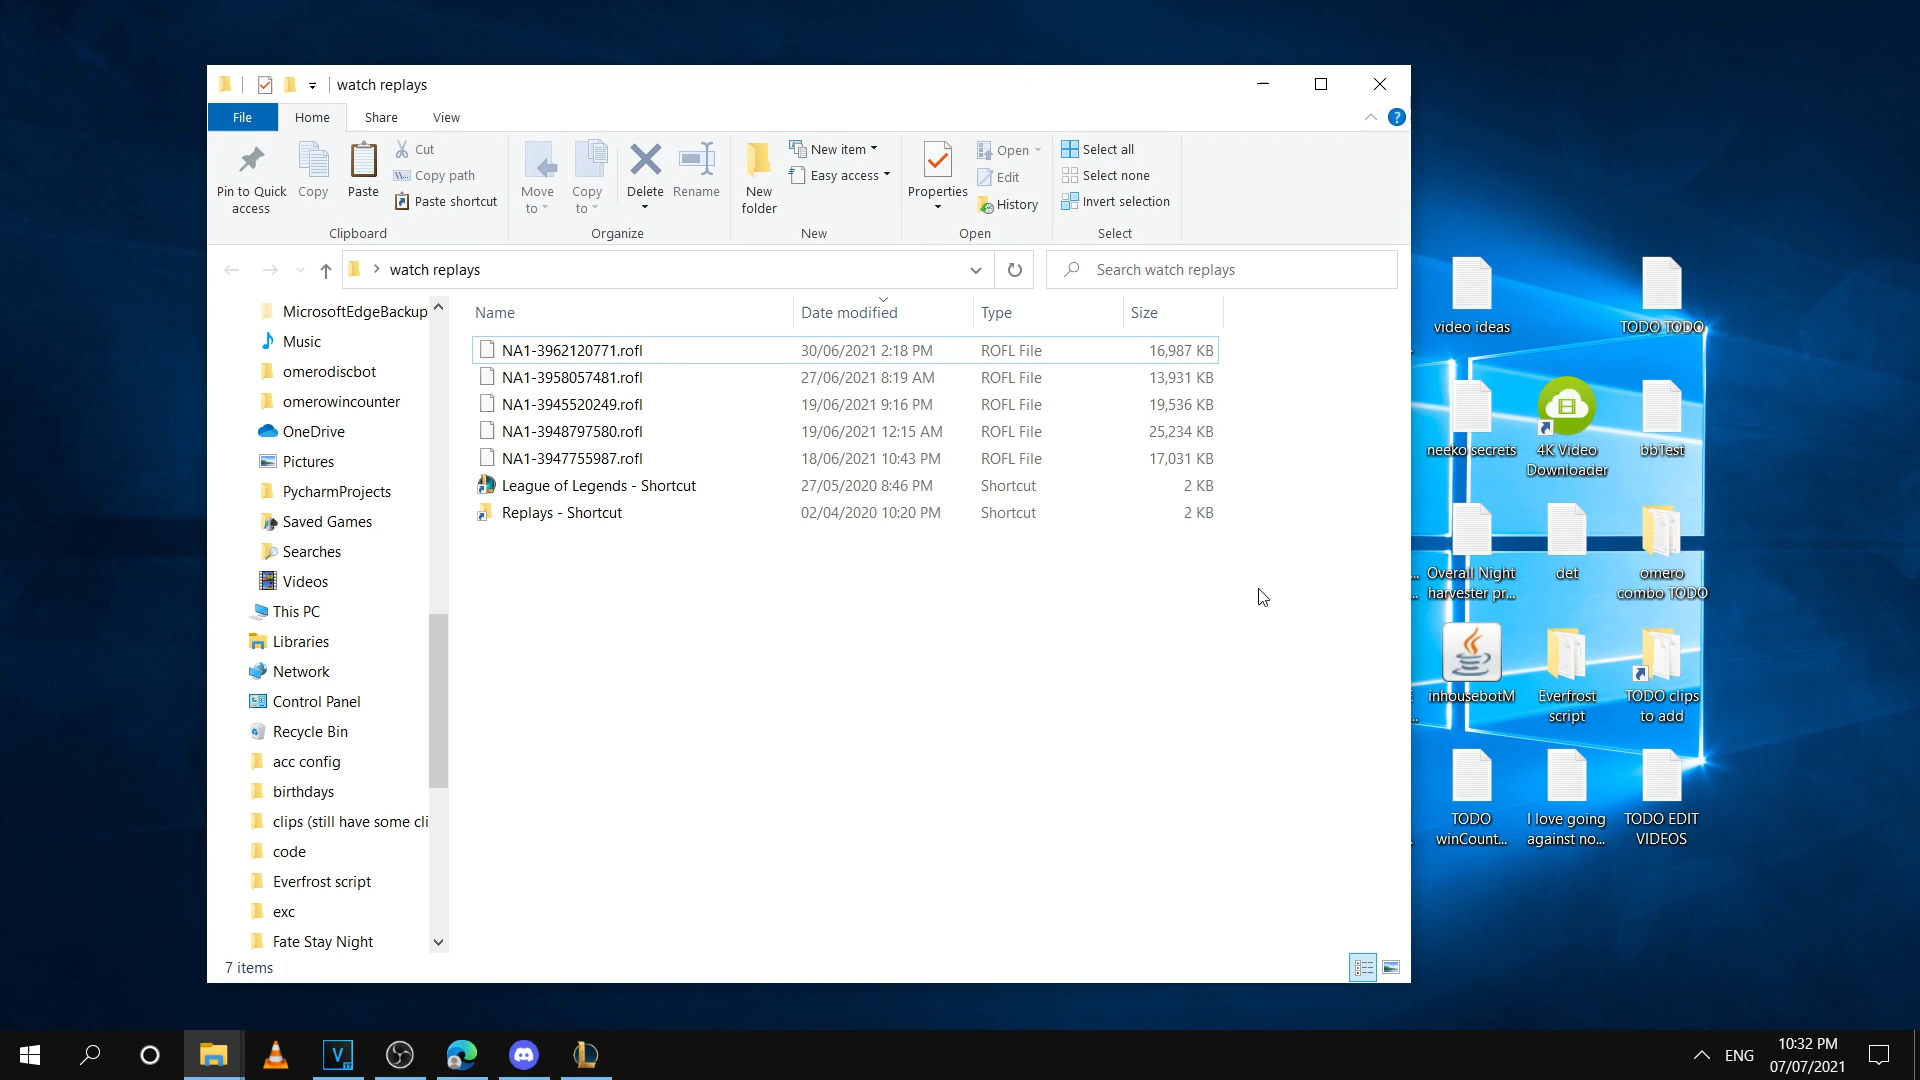 watch replays
File
Home
Share
View
?
Pin to Quick
access
Copy
Paste
Cut
Copy path
Paste shortcut
Clipboard
Move
to
Copy
to
Delete
Rename
Organize
New
folder
New item
Easy access
New
Properties
Open
Edit
History
Open
Select all
Select none
Invert selection
Select
watch replays
Search watch replays
MicrosoftEdgeBackup
Music
omerodiscbot
omerowincounter
OneDrive
Pictures
PycharmProjects
Saved Games
Searches
Videos
This PC
Libraries
Network
Control Panel
Recycle Bin
acc config
birthdays
clips (still have some cli
code
Everfrost script
exc
Fate Stay Night
Name Date modified Type Size
NA1-3962120771.rofl 30/06/2021 2:18 PM ROFL File 16,987 KB
NA1-3958057481.rofl 27/06/2021 8:19 AM ROFL File 13,931 KB
NA1-3945520249.rofl 19/06/2021 9:16 PM ROFL File 19,536 KB
NA1-3948797580.rofl 19/06/2021 12:15 AM ROFL File 25,234 KB
NA1-3947755987.rofl 18/06/2021 10:43 PM ROFL File 17,031 KB
League of Legends - Shortcut 27/05/2020 8:46 PM Shortcut 2 KB
Replays - Shortcut 02/04/2020 10:20 PM Shortcut 2 KB
7 items
video ideas
TODO TODO
neeko secrets
4K Video
Downloader
bbTest
Overall Night
harvester pr...
det
omero
combo TODO
inhousebotM
Everfrost
script
TODO clips
to add
TODO
winCount...
I love going
against no...
TODO EDIT
VIDEOS
V
17
L
ENG
10:32 PM
07/07/2021